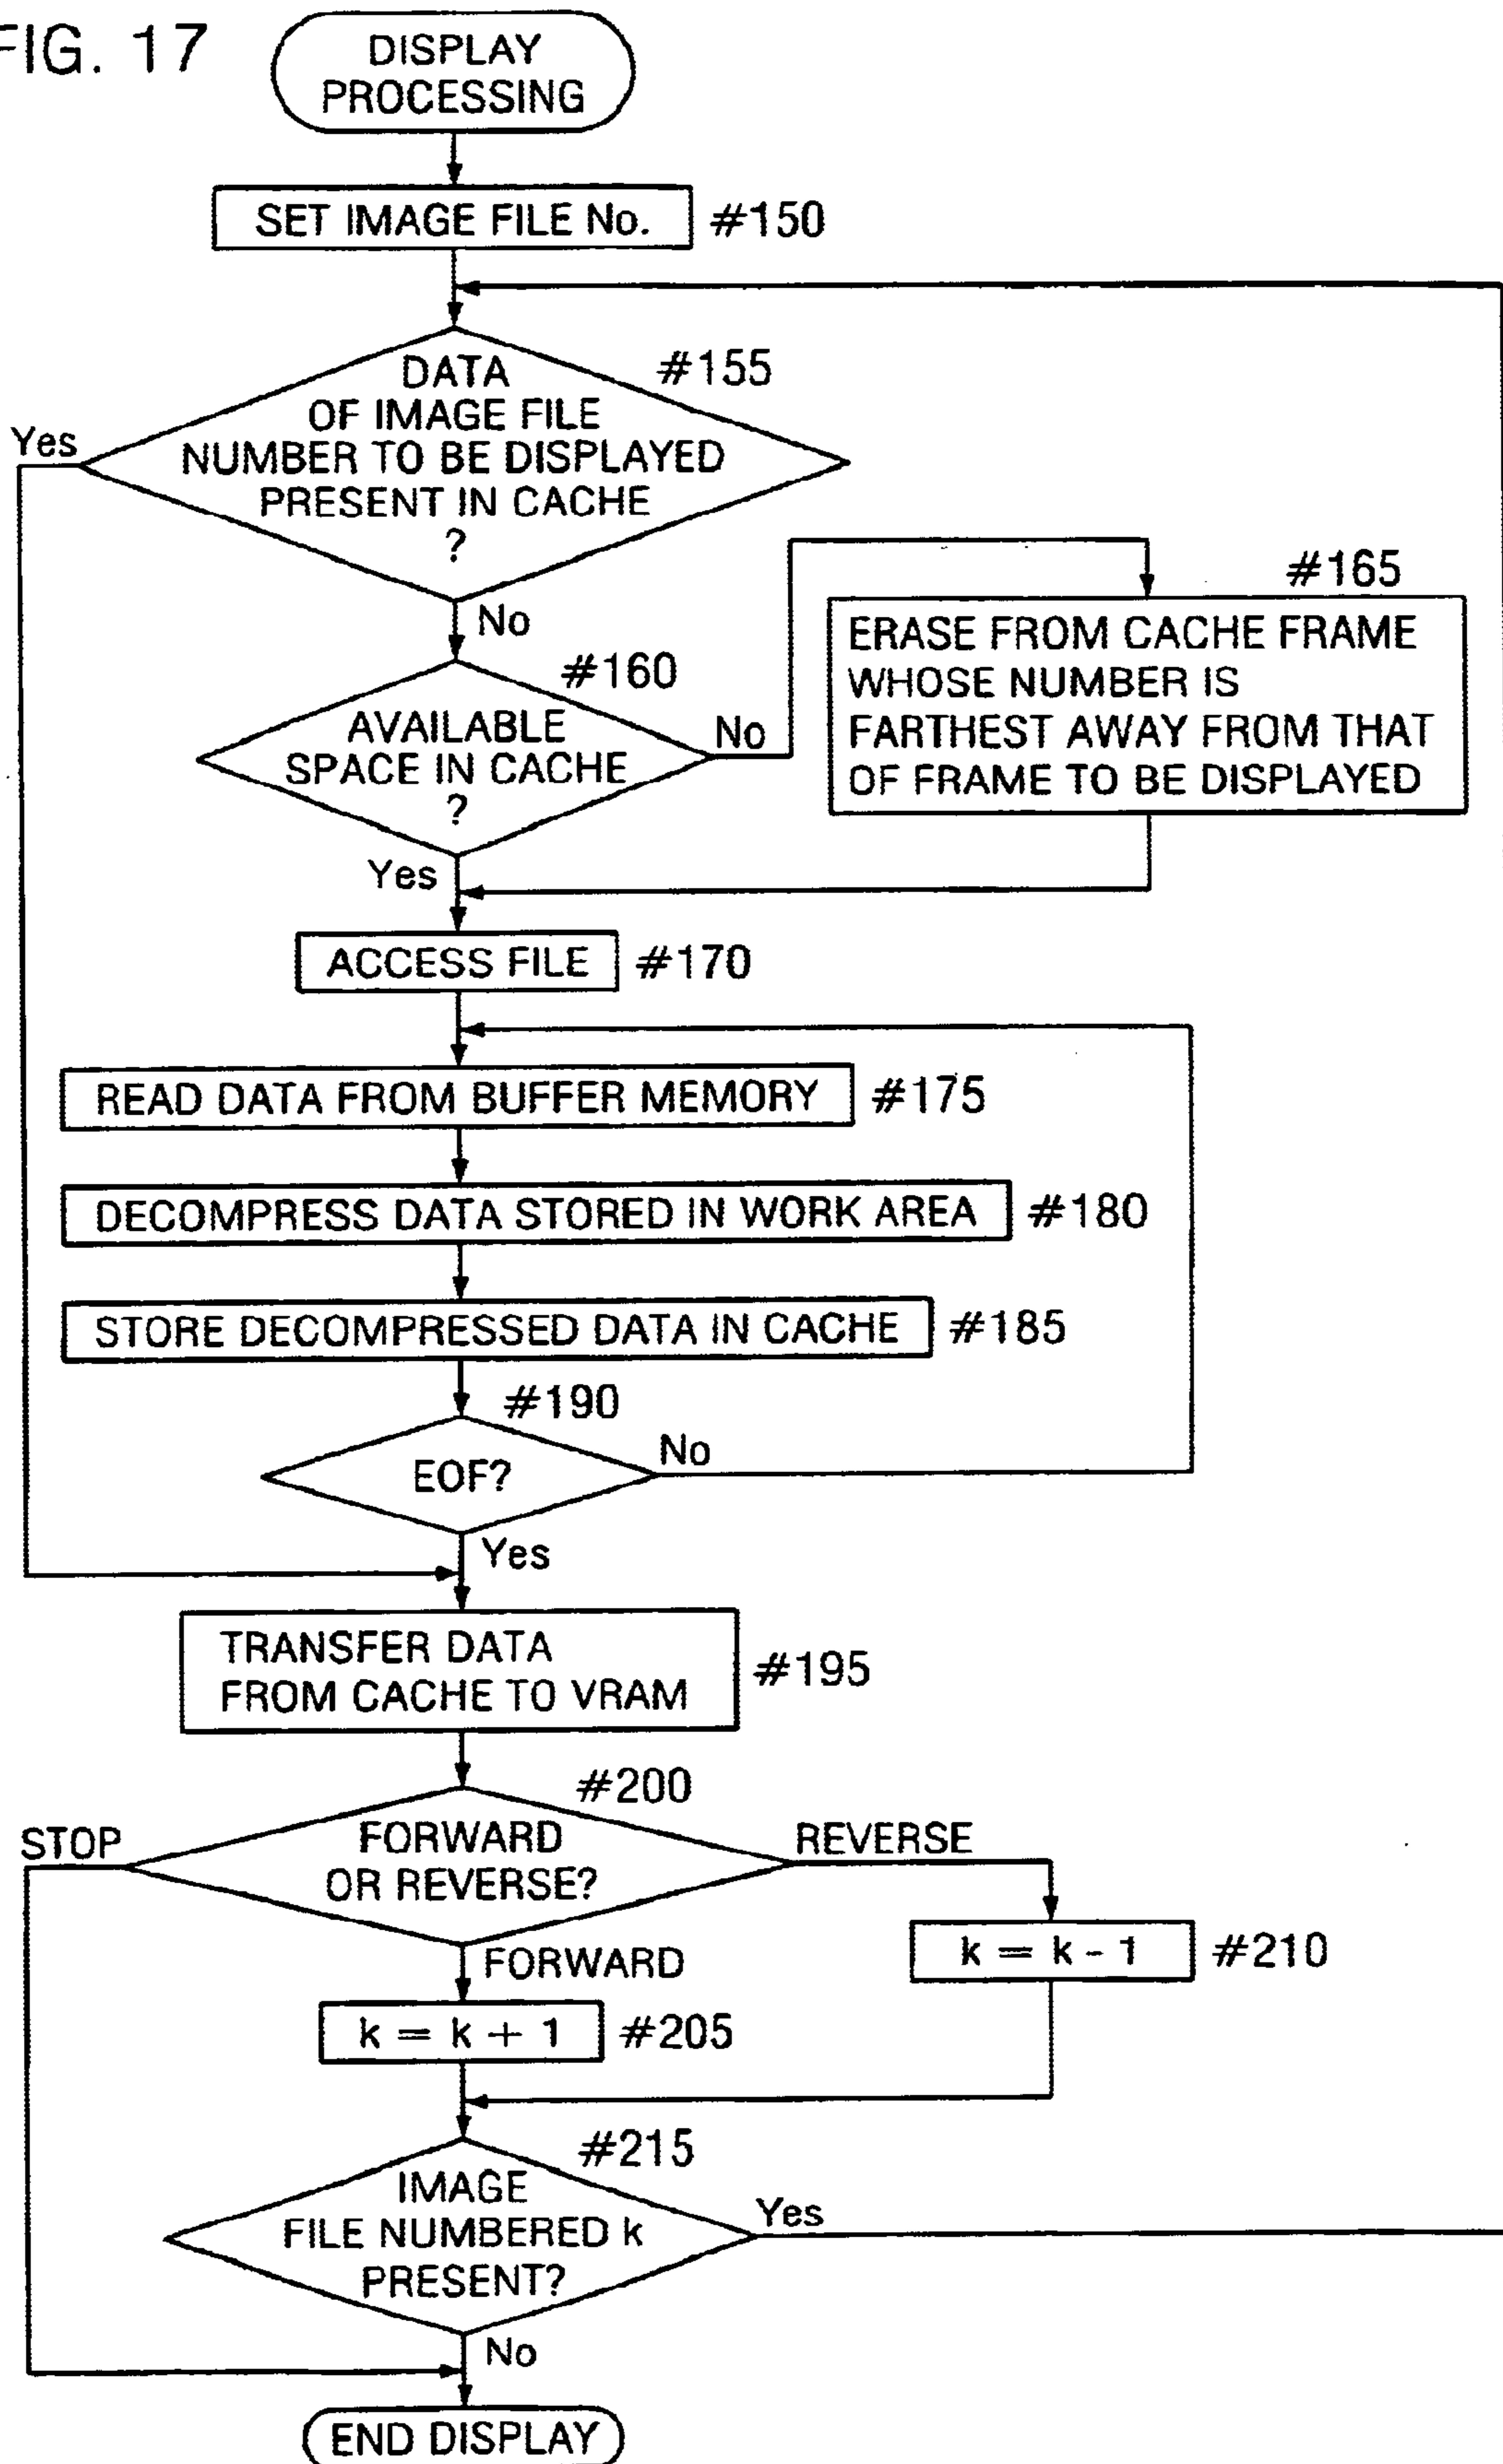 FIG. 17
DISPLAY
PROCESSING
SET IMAGE FILE No.
#150
DATA
OF IMAGE FILE
NUMBER TO BE DISPLAYED
PRESENT IN CACHE
?
#155
Yes
No
#160
AVAILABLE
SPACE IN CACHE
?
No
#165
ERASE FROM CACHE FRAME
WHOSE NUMBER IS
FARTHEST AWAY FROM THAT
OF FRAME TO BE DISPLAYED
Yes
ACCESS FILE
#170
READ DATA FROM BUFFER MEMORY
#175
DECOMPRESS DATA STORED IN WORK AREA
#180
STORE DECOMPRESSED DATA IN CACHE
#185
#190
EOF?
No
Yes
TRANSFER DATA
FROM CACHE TO VRAM
#195
#200
STOP
FORWARD
OR REVERSE?
REVERSE
FORWARD
k = k - 1
#210
k = k + 1
#205
#215
IMAGE
FILE NUMBERED k
PRESENT?
Yes
No
END DISPLAY